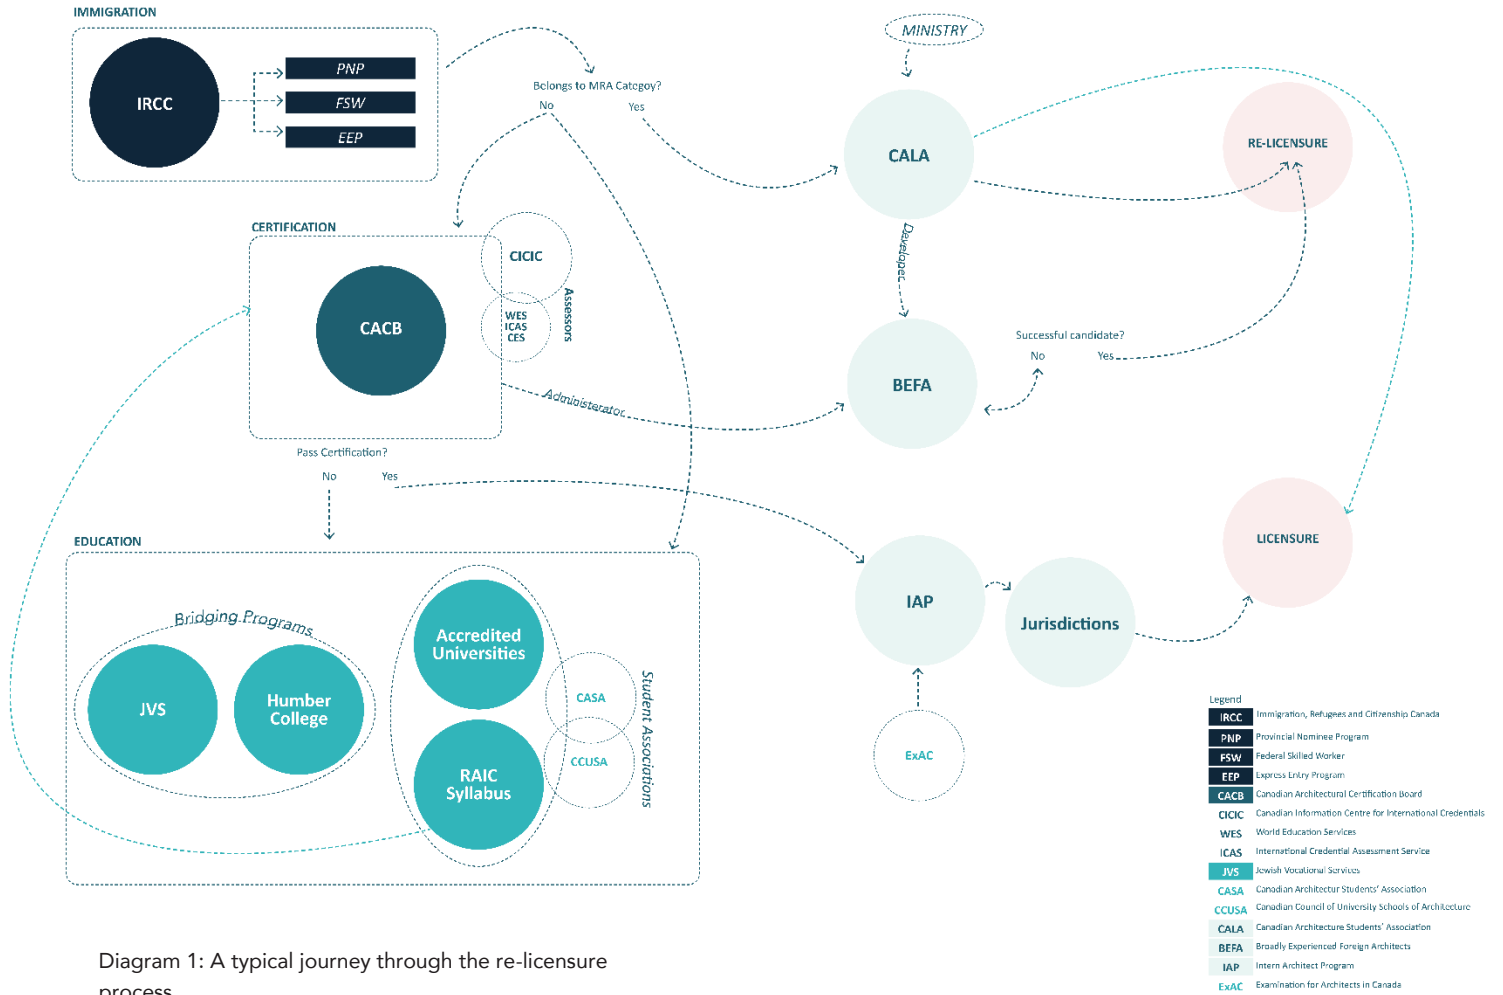 IMMIGRATION
IRCC
PNP
FSW
EEP
Belongs to MRA Categoy?
No
Yes
MINISTRY
CALA
RE-LICENSURE
CERTIFICATION
CACB
CICIC
WES
ICAS
CES
Assessors
Developec
BEFA
Successful candidate?
No
Yes
Administerator
Pass Certification?
No
Yes
EDUCATION
Bridging Programs
JVS
Humber
College
Accredited
Universities
RAIC
Syllabus
CASA
CCUSA
Student Associations
IAP
Jurisdictions
LICENSURE
ExAC
Legend
IRCC Immigration, Refugees and Citizenship Canada
PNP Provincial Nominee Program
FSW Federal Skilled Worker
EEP Express Entry Program
CACB Canadian Architectural Certification Board
CICIC Canadian Information Centre for International Credentials
WES World Education Services
ICAS International Credential Assessment Service
JVS Jewish Vocational Services
CASA Canadian Architectur Students' Association
CCUSA Canadian Council of University Schools of Architecture
CALA Canadian Architecture Students' Association
BEFA Broadly Experienced Foreign Architects
IAP Intern Architect Program
ExAC Examination for Architects in Canada
Diagram 1: A typical journey through the re-licensure
process